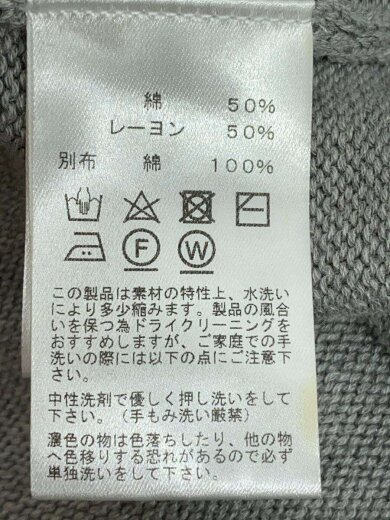 綿 50%
レーヨン 50%
別布 綿 100%
F W
この製品は素材の特性上、水洗い
により多少縮みます。製品の風合
いを保つ為ドライクリーニングを
おすすめしますが、ご家庭での手
洗いの際には以下の点にご注意下
さい。
中性洗剤で優しく押し洗いをして
下さい。（手もみ洗い厳禁）
濃色の物は色落ちしたり、他の物
へ色移りする恐れがあるので必ず
単独洗いをして下さい。